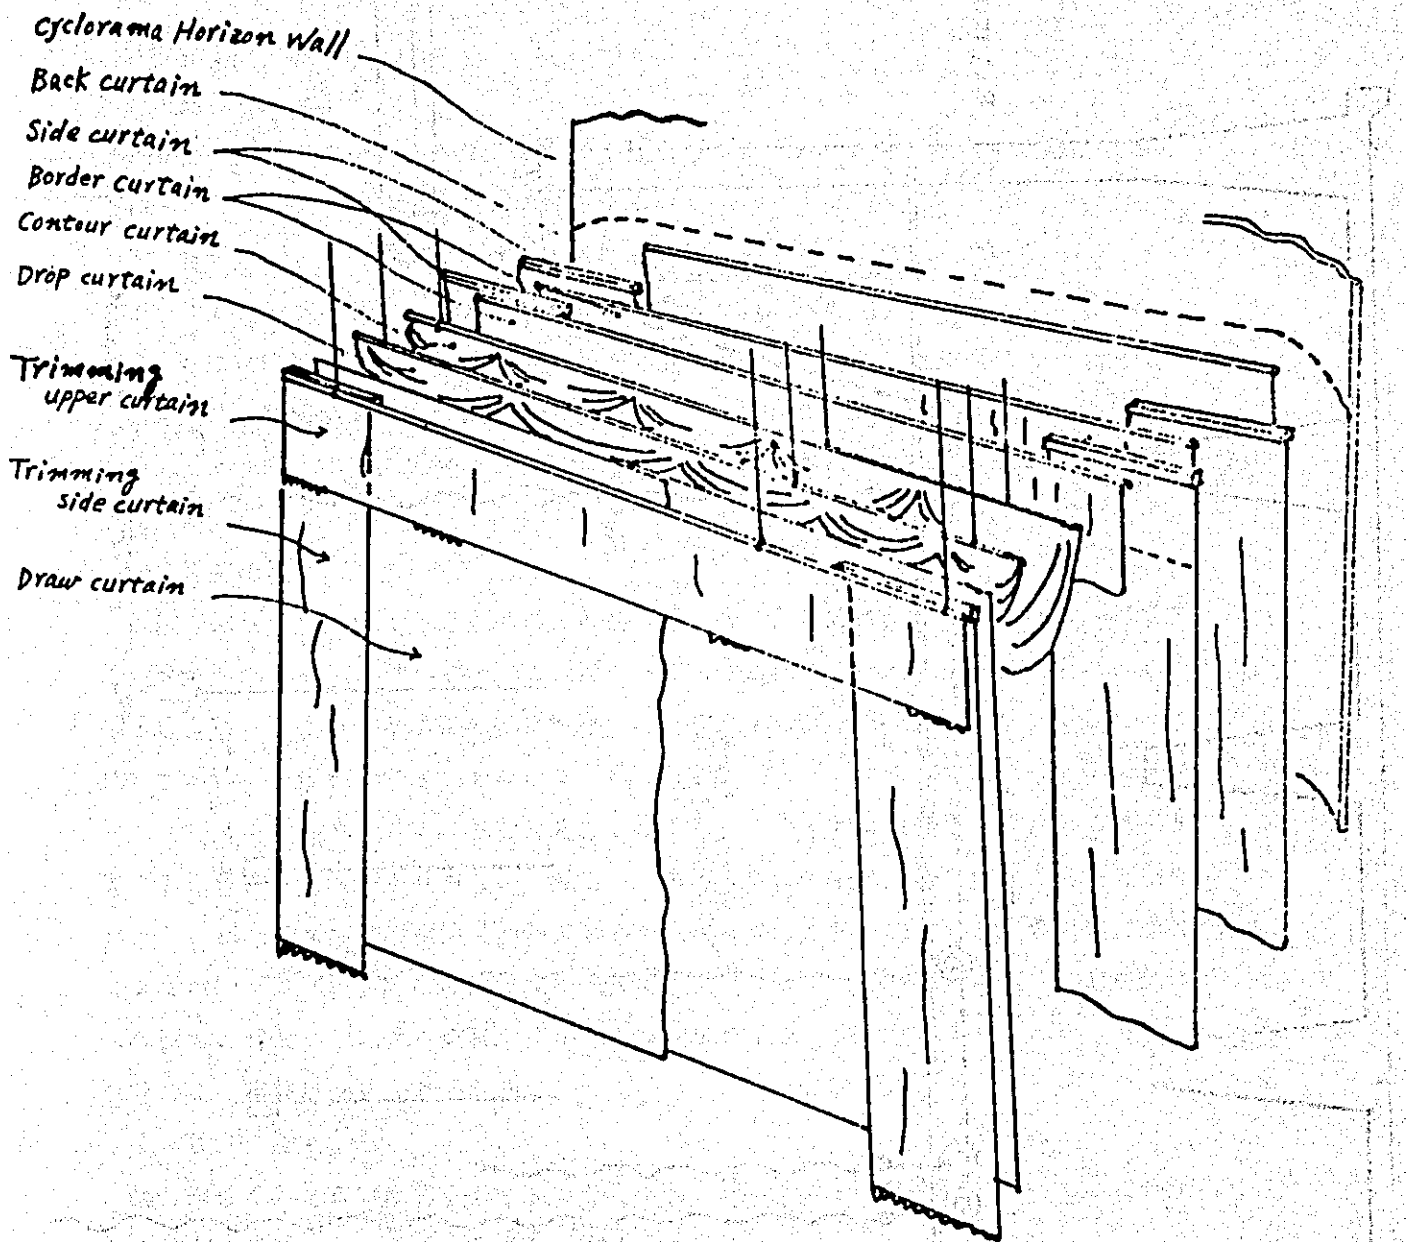 Cyclorama Horizon Wall
Back curtain
Side curtain
Border curtain
Contour curtain
Drop curtain
Trimming
upper curtain
Trimming
side curtain
Draw curtain